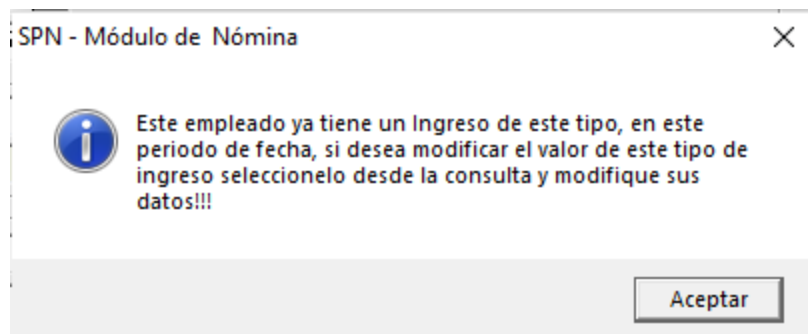 SPN - Módulo de Nómina
Este empleado ya tiene un Ingreso de este tipo, en este
periodo de fecha, si desea modificar el valor de este tipo de
ingreso seleccionelo desde la consulta y modifique sus
datos!!!
Aceptar